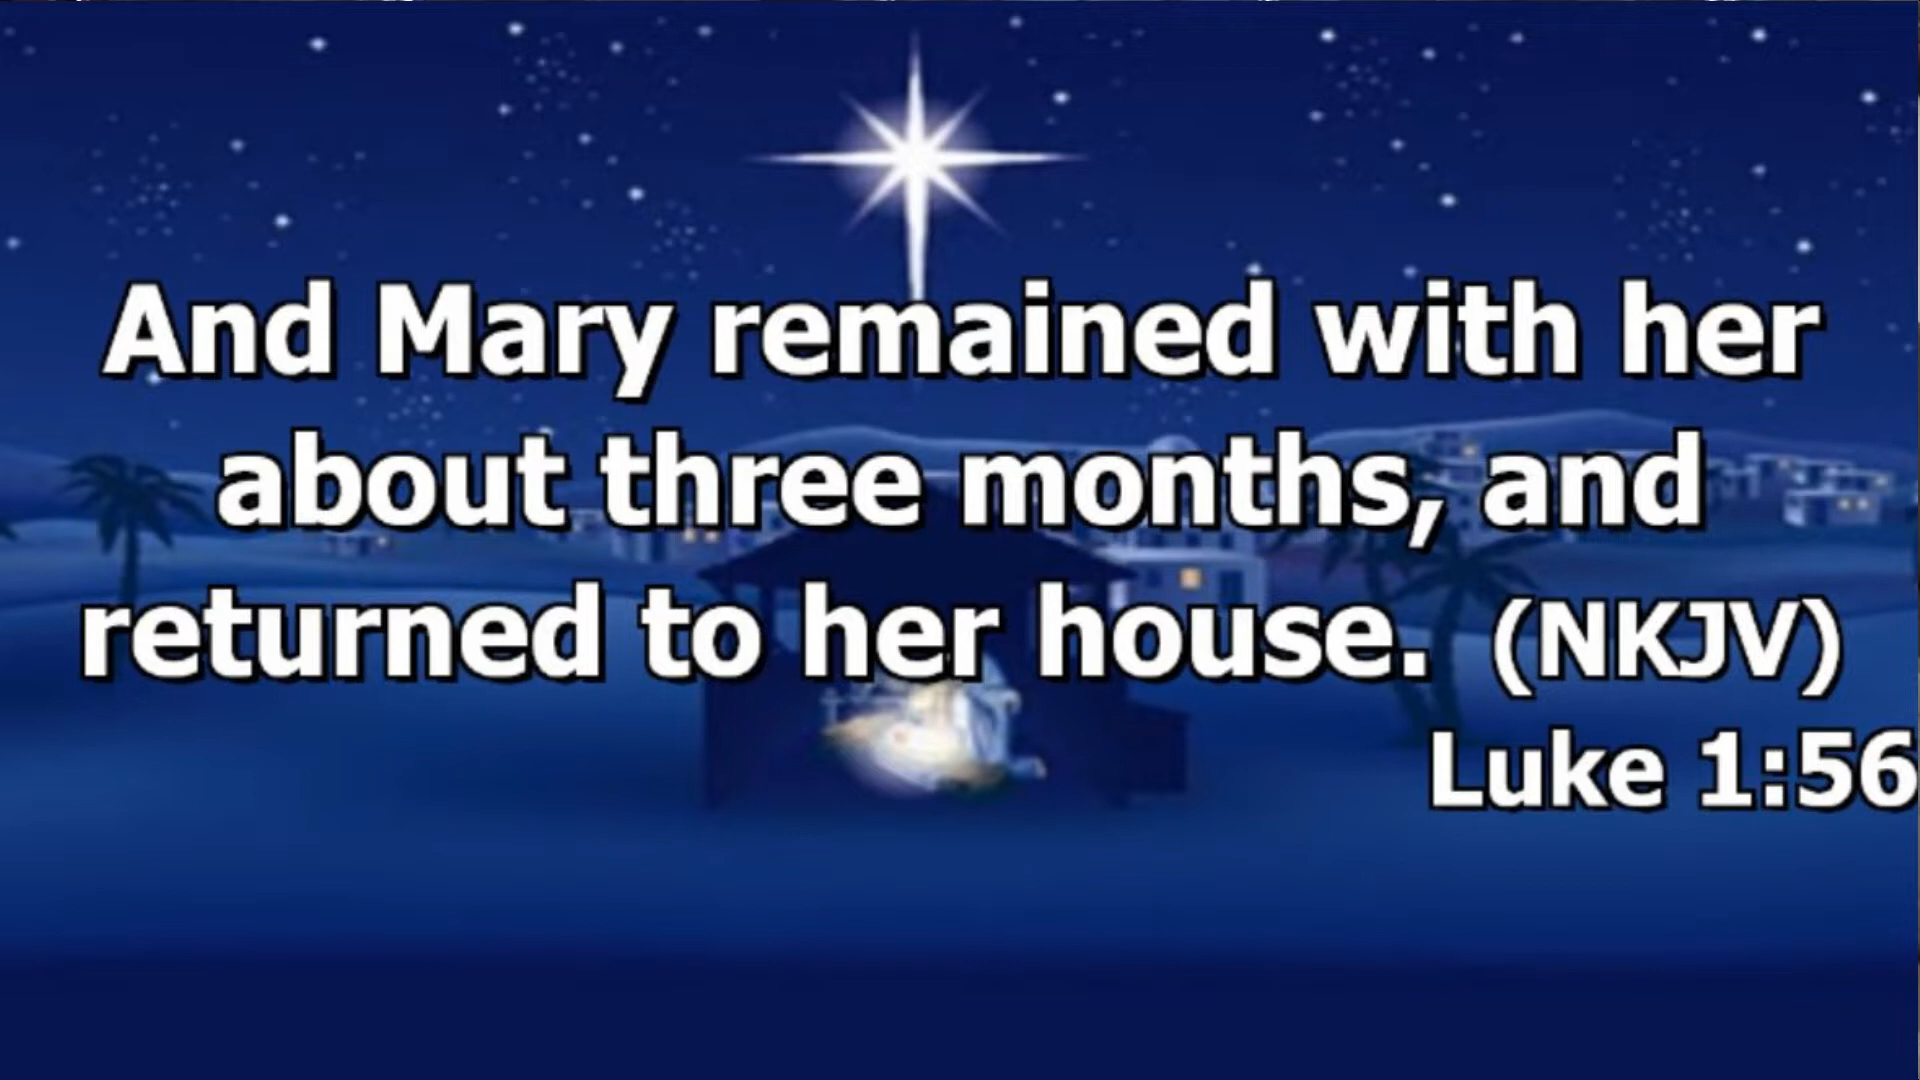 And Mary remained with her
about three months, and
returned to her house. (NKJV)
Luke 1:56